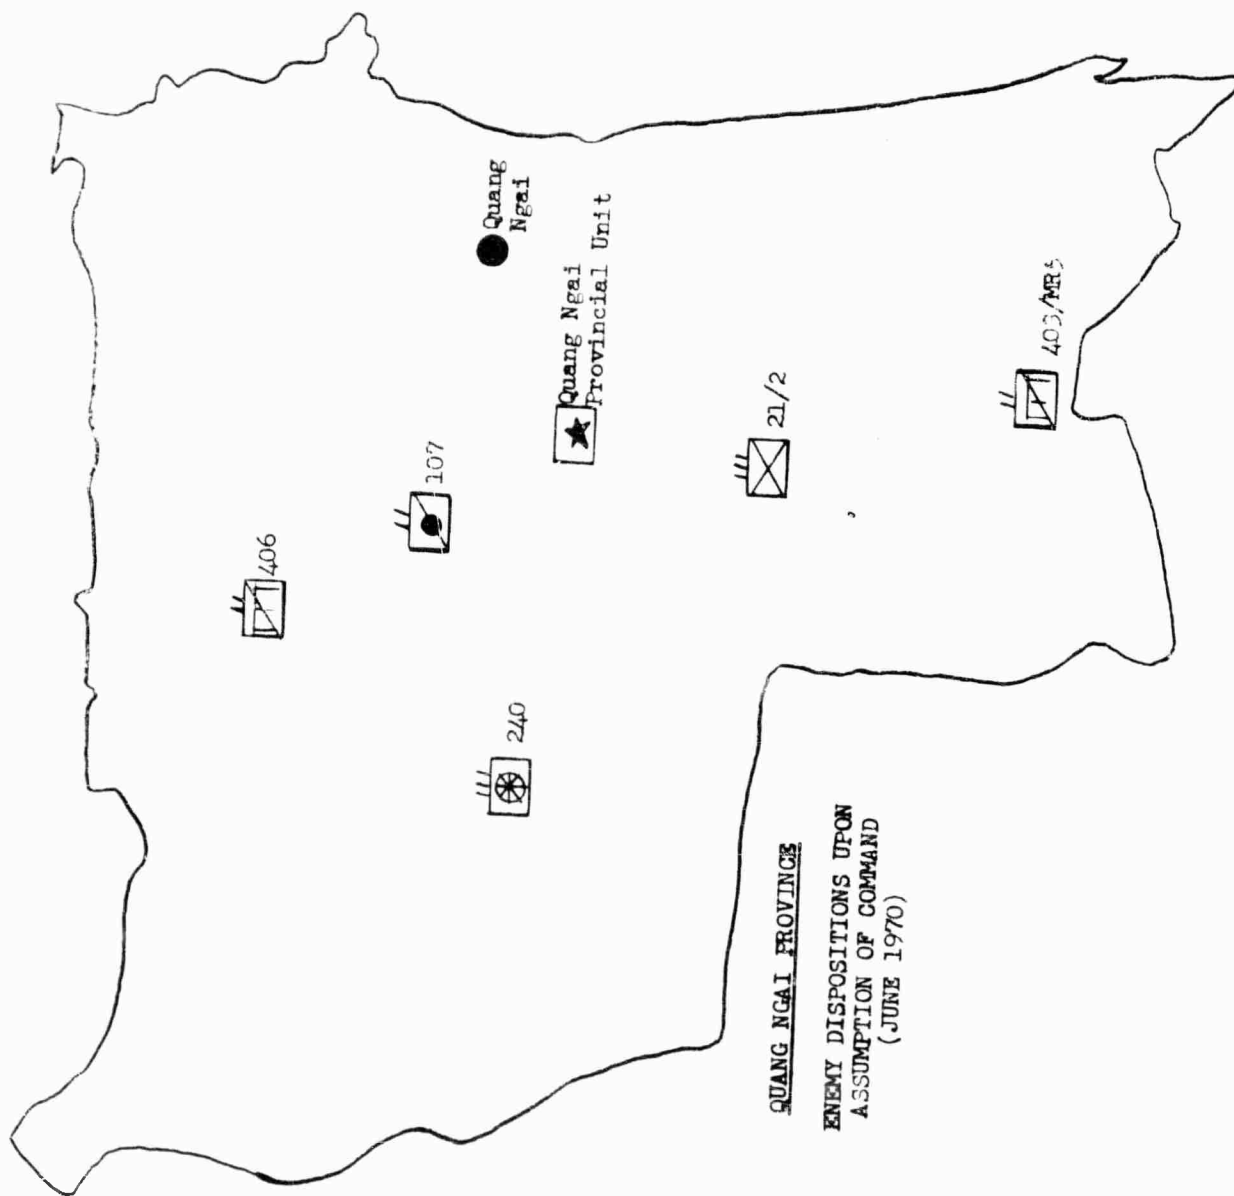 QUANG NGAI PROVINCE
ENEMY DISPOSITIONS UPON
ASSUMPTION OF COMMAND
(JUNE 1970)
240
406
107
Quang Ngai
Provincial Unit
Quang
Ngai
21/2